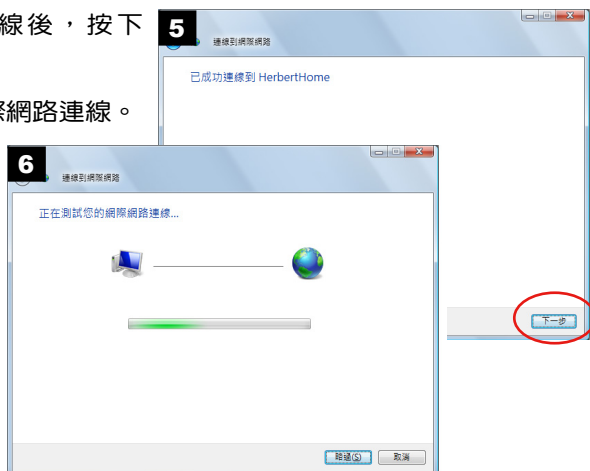 線後，按下
際網路連線。
5
連線到網際網路
已成功連線到 HerbertHome
下一步
6
連線到網際網路
正在測試您的網際網路連線...
略過(S)
取消